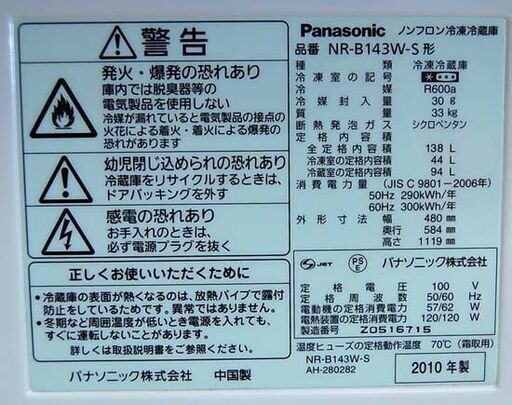 警告
発火・爆発の恐れあり
庫内では脱臭器等の
電気製品を使用しない
冷媒が漏れていると電気製品の接点の
火花による着火・着火による爆発の
恐れがあります
幼児閉じ込められの恐れあり
冷蔵庫をリサイクルするときは、
ドアパッキングを外す
感電の恐れあり
お手入れのときは、
必ず電源プラグを抜く
正しくお使いいただくために
●冷蔵庫の表面が熱くなるのは、放熱パイプで露付
防止をしているためです。異常ではありません。
●冬期など周囲温度が低いときに電源を入れても、
すぐに運転しないことがありますが、故障では
ありません。
パナソニック株式会社 中国製
Panasonic ノンフロン冷凍冷蔵庫
品番 NR-B143W-S 形
種類 冷凍冷蔵庫
冷凍室の記号
冷媒 R600a
冷媒封入量 30 g
質量 33 kg
断熱発泡ガス シクロペンタン
定格内容積
全定格内容積 138 L
冷凍室の定格内容積 44 L
冷蔵室の定格内容積 94 L
消費電力量 (JIS C 9801-2006年)
50Hz 290kWh/年
60Hz 300kWh/年
外形寸法 幅 480 mm
奥行 584 mm
高さ 1119 mm
JET PSE パナソニック株式会社
定格電圧 100 V
定格周波数 50/60 Hz
電動機の定格消費電力 57/62 W
電熱装置の定格消費電力 120/120 W
製造番号 Z0516715
温度ヒューズの定格動作温度 70℃ (霜取用)
NR-B143W-S
AH-280282
2010年製